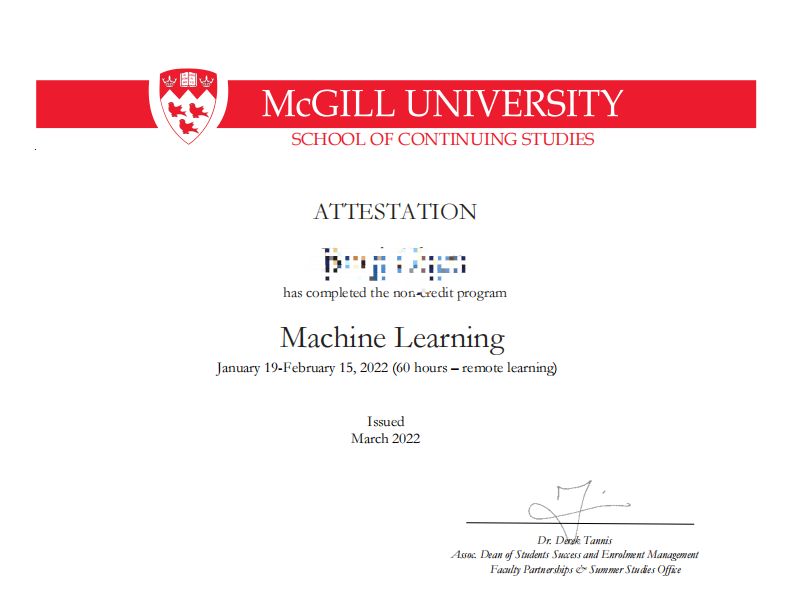 McGILL UNIVERSITY
SCHOOL OF CONTINUING STUDIES
ATTESTATION
has completed the non-credit program
Machine Learning
January 19-February 15, 2022 (60 hours – remote learning)
Issued
March 2022
Dr. Derek Tannis
Assoc. Dean of Students Success and Enrolment Management
Faculty Partnerships & Summer Studies Office